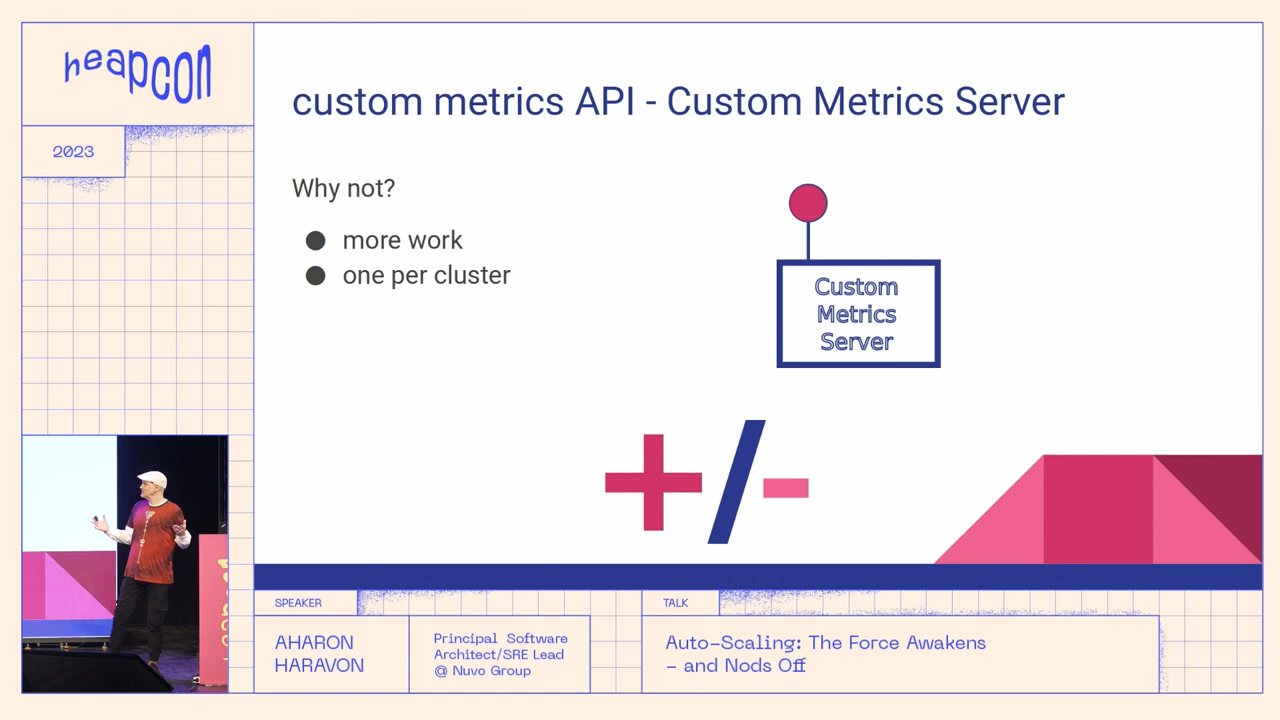 heapcon
2023
custom metrics API - Custom Metrics Server
Why not?
● more work
● one per cluster
Custom
Metrics
Server
+/-
SPEAKER
AHARON
HARAVON
Principal Software
Architect/SRE Lead
@ Nuvo Group
TALK
Auto-Scaling: The Force Awakens
- and Nods Off